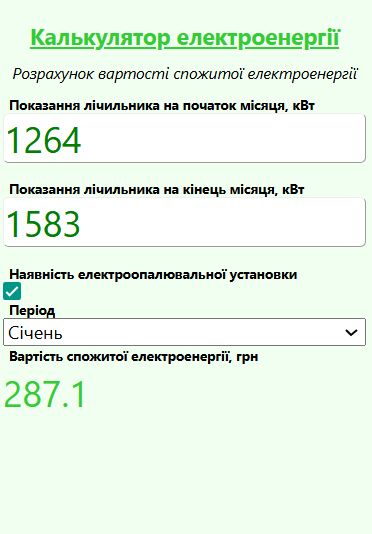 Калькулятор електроенергії
Розрахунок вартості спожитої електроенергії
Показання лічильника на початок місяця, кВт
1264
Показання лічильника на кінець місяця, кВт
1583
Наявність електроопалювальної установки
Період
Січень
Вартість спожитої електроенергії, грн
287.1